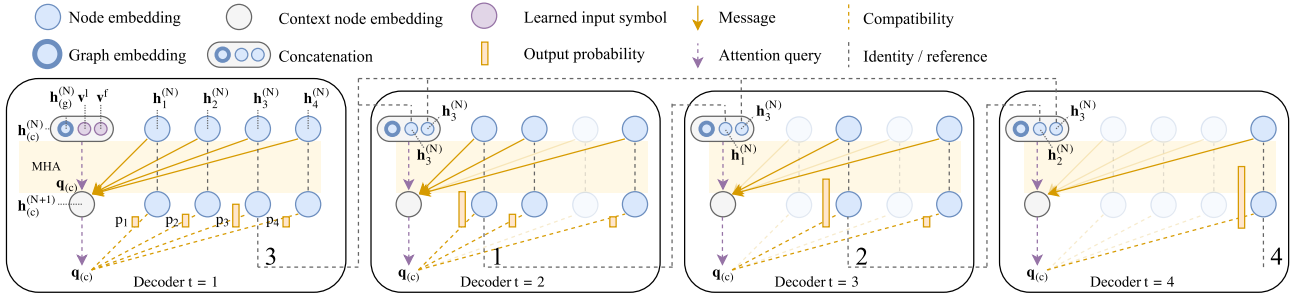 Node embedding Context node embedding Learned input symbol Message Compatibility
Graph embedding Concatenation Output probability Attention query Identity / reference
h(g)(N) vl vf h1(N) h2(N) h3(N) h4(N)
h(c)(N)
MHA
q(c)
h(c)(N+1)
p1 p2 p3 p4
3
q(c)
Decoder t = 1
h3(N)
h3(N)
1
q(c)
Decoder t = 2
h3(N)
h1(N)
2
q(c)
Decoder t = 3
h3(N)
h2(N)
4
q(c)
Decoder t = 4